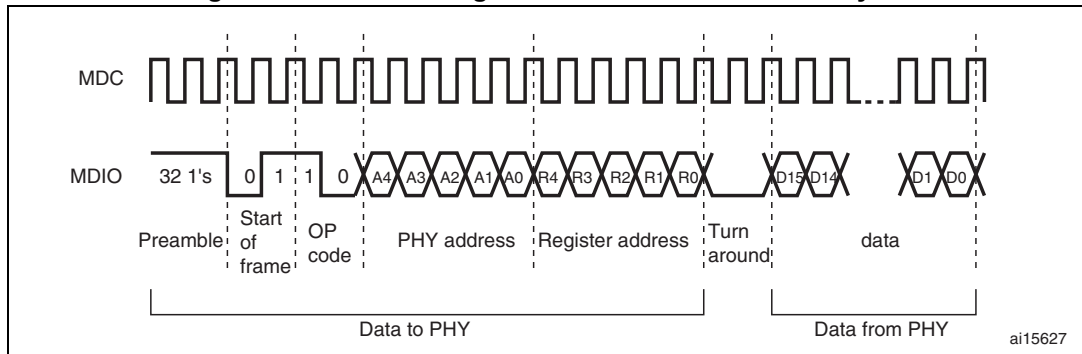 MDC
MDIO
32 1's 0 1 1 0 A4 A3 A2 A1 A0 R4 R3 R2 R1 R0 D15 D14 D1 D0
Preamble
Start
of
frame
OP
code
PHY address
Register address
Turn
around
data
Data to PHY
Data from PHY
ai15627